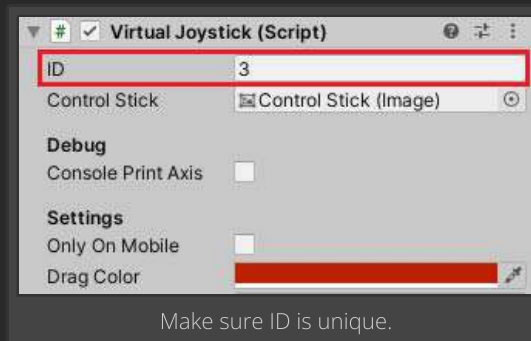 # Virtual Joystick (Script)
ID 3
Control Stick Control Stick (Image)
Debug
Console Print Axis
Settings
Only On Mobile
Drag Color
Make sure ID is unique.